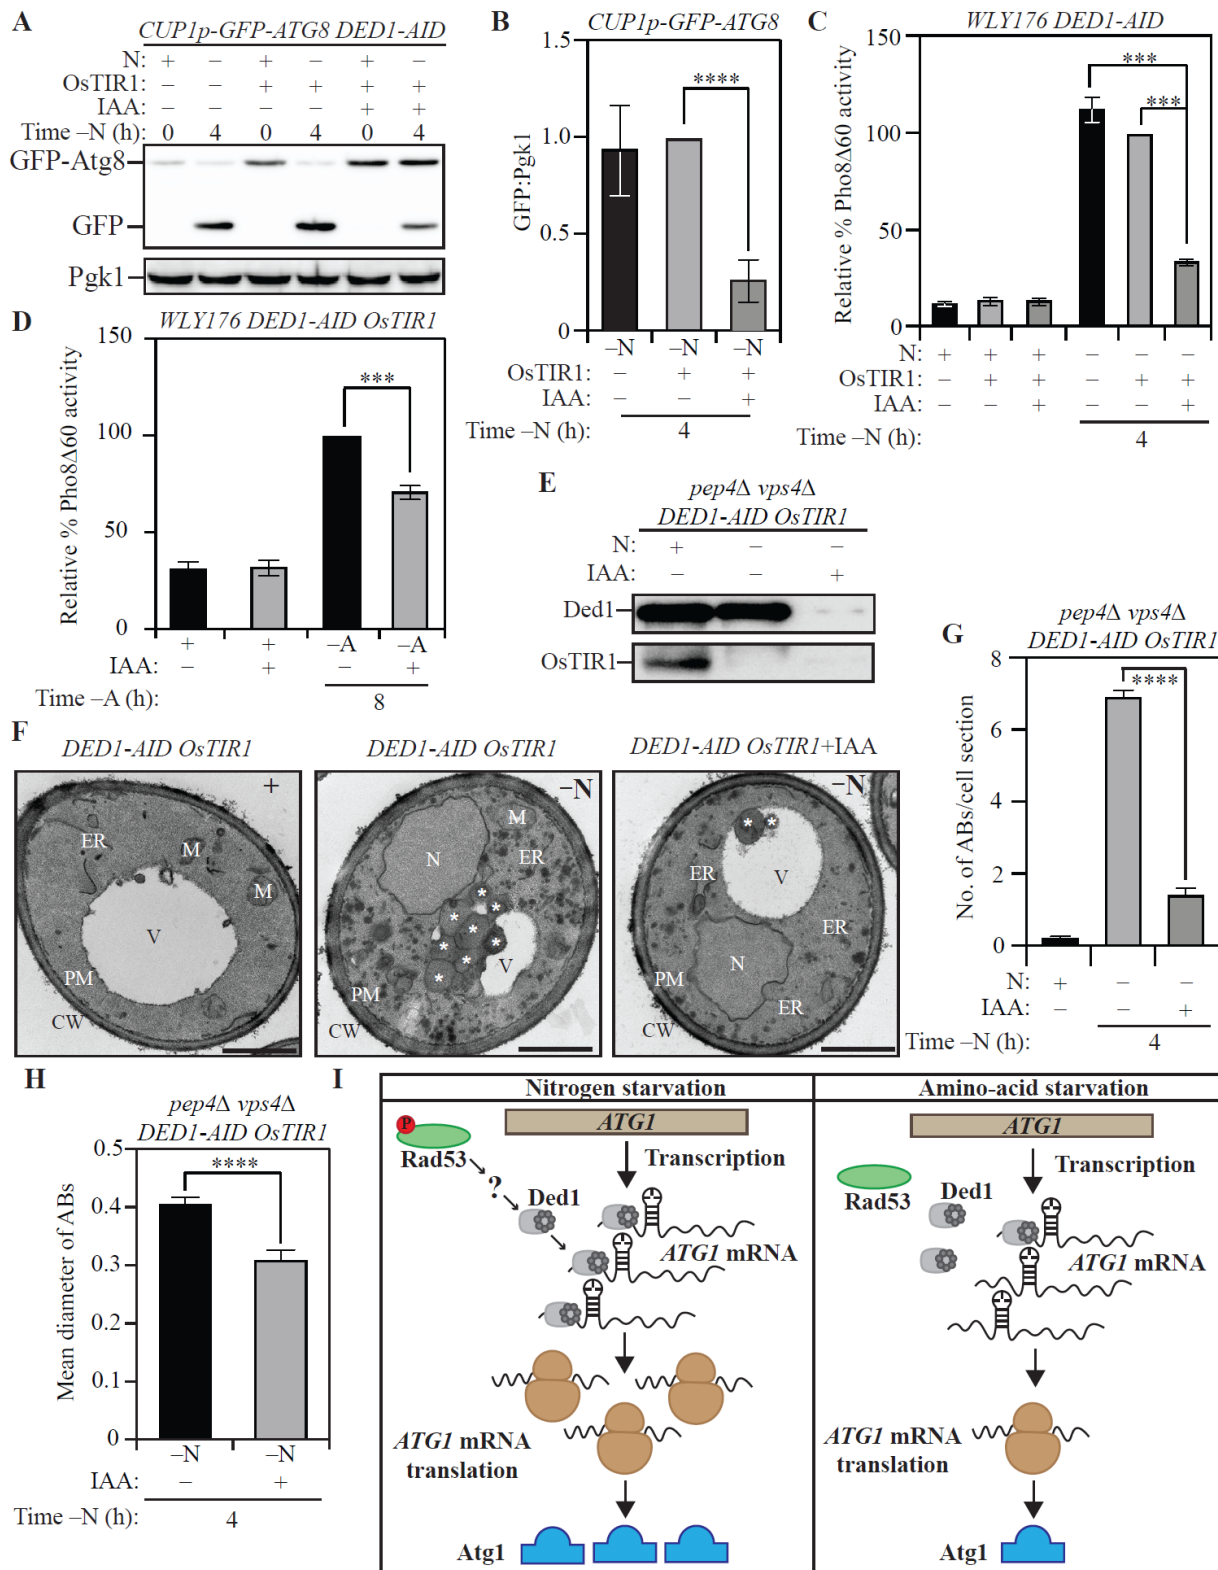 A
CUP1p-GFP-ATG8 DED1-AID
N: + – + – + –
OsTIR1: – – + + + +
IAA: – – – – + +
Time –N (h): 0 4 0 4 0 4
GFP-Atg8
GFP
Pgk1
B
CUP1p-GFP-ATG8
****
GFP:Pgk1
1.5
1.0
0.5
0
–N –N –N
OsTIR1: – + +
IAA: – – +
Time –N (h): 4
C
WLY176 DED1-AID
***
***
Relative % Pho8Δ60 activity
150
100
50
0
N: + + + – – –
OsTIR1: – + + – + +
IAA: – – + – – +
Time –N (h): 4
D
WLY176 DED1-AID OsTIR1
***
Relative % Pho8Δ60 activity
150
100
50
0
+ + –A –A
IAA: – + – +
Time –A (h): 8
E
pep4Δ vps4Δ
DED1-AID OsTIR1
N: + – –
IAA: – – +
Ded1
OsTIR1
F
DED1-AID OsTIR1
+
ER
M
M
V
PM
CW
DED1-AID OsTIR1
–N
M
N
ER
*
* *
* *
* *
*
V
PM
CW
DED1-AID OsTIR1+IAA
–N
* *
V
ER
ER
N
PM
ER
CW
G
pep4Δ vps4Δ
DED1-AID OsTIR1
****
No. of ABs/cell section
8
6
4
2
0
N: + – –
IAA: – – +
Time –N (h): 4
H
pep4Δ vps4Δ
DED1-AID OsTIR1
****
Mean diameter of ABs
0.5
0.4
0.3
0.2
0.1
0
–N –N
IAA: – +
Time –N (h): 4
I
Nitrogen starvation
ATG1
P
Rad53
Transcription
?
Ded1
ATG1 mRNA
ATG1 mRNA
translation
Atg1
Amino-acid starvation
ATG1
Transcription
Rad53
Ded1
ATG1 mRNA
ATG1 mRNA
translation
Atg1